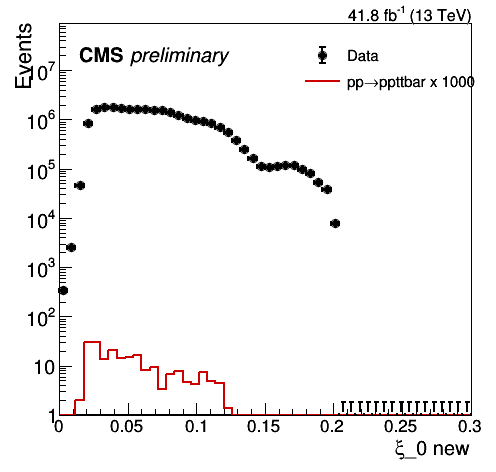 41.8 fb⁻¹ (13 TeV)
Events
CMS preliminary
Data
pp→ppttbar x 1000
10⁷
10⁶
10⁵
10⁴
10³
10²
10
1
0 0.05 0.1 0.15 0.2 0.25 0.3
ξ_0 new